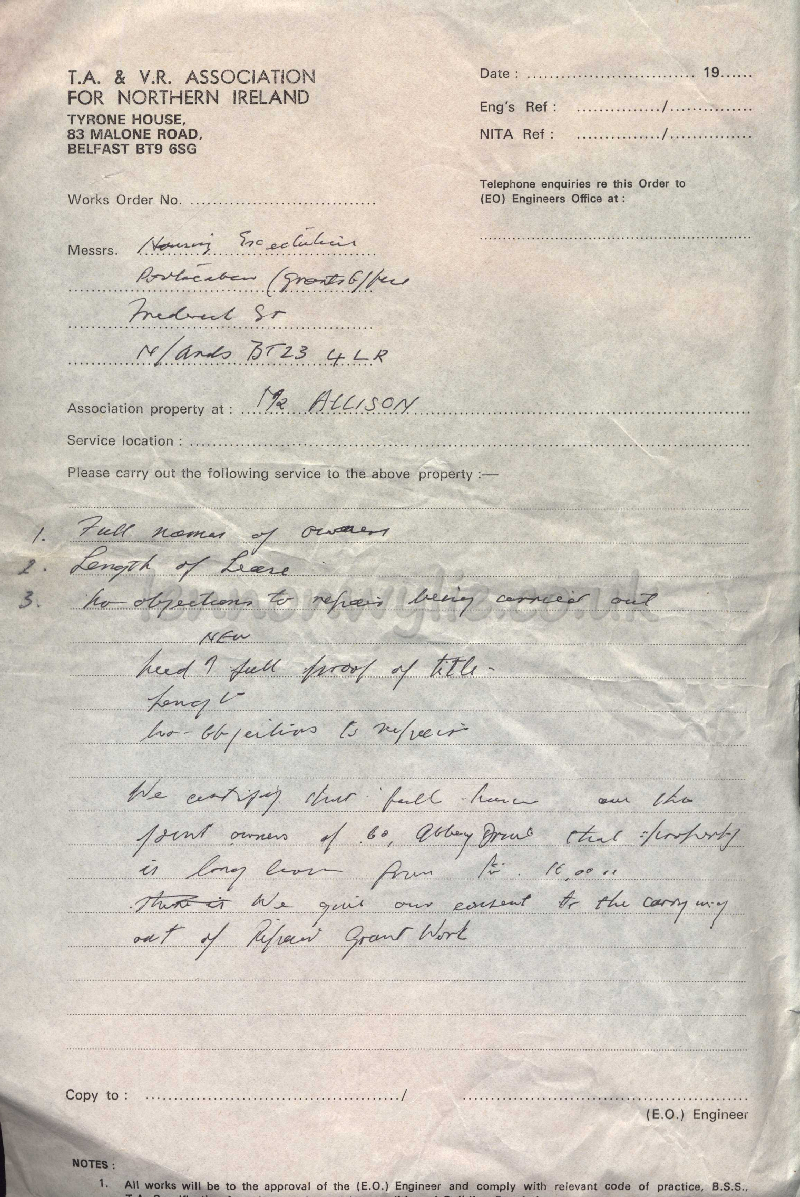 T.A. & V.R. ASSOCIATION
FOR NORTHERN IRELAND
TYRONE HOUSE,
83 MALONE ROAD,
BELFAST BT9 6SG
Date : .............................. 19......
Eng's Ref : ............../..............
NITA Ref : ............../..............
Telephone enquiries re this Order to
(EO) Engineers Office at :
Works Order No. .................................
Messrs. Housing Executive
(Grants Office
Frederick St
N/Ards BT23 4LR
Association property at : Mr ALLISON
Service location :
Please carry out the following service to the above property :—
1. Full names of owners
2. Length of Lease
3. no objections to repairs being carried out
NEW
need full proof of title-
Length
no- objections to repair
We certify that full are the
joint owners of 60, Abbey Drive that property
is long from
there is We give our consent to the carrying
out of Repair Grant Work
Copy to : ............................................./
(E.O.) Engineer
NOTES :
1. All works will be to the approval of the (E.O.) Engineer and comply with relevant code of practice, B.S.S.,